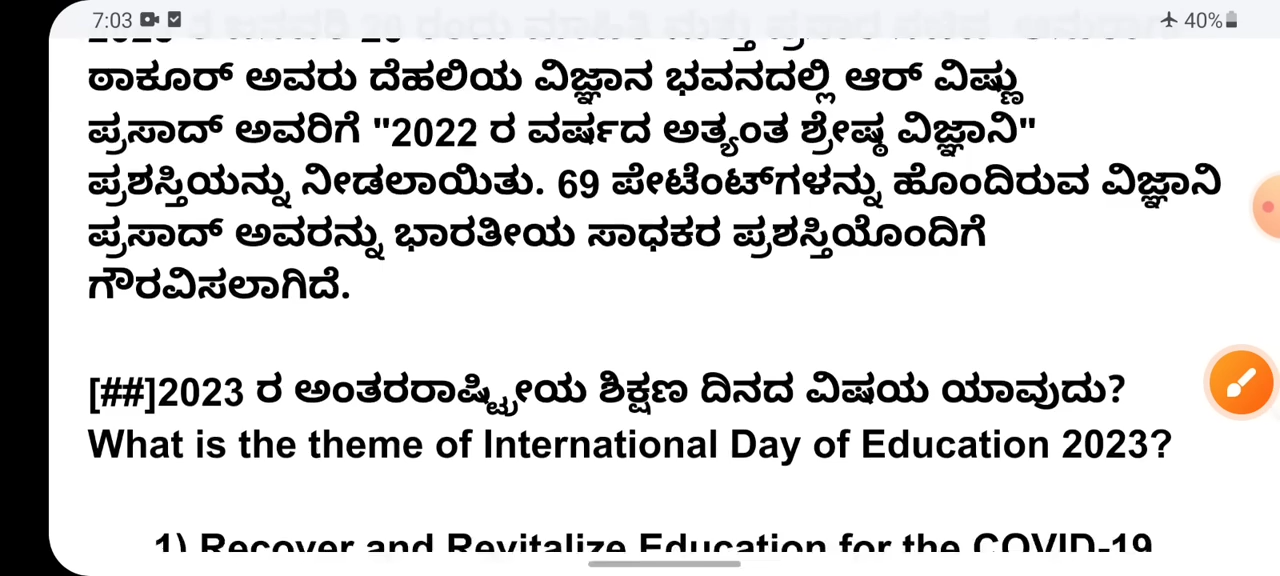 7:03
40%
ಠಾಕೂರ್ ಅವರು ದೆಹಲಿಯ ವಿಜ್ಞಾನ ಭವನದಲ್ಲಿ ಆರ್ ವಿಷ್ಣು
ಪ್ರಸಾದ್ ಅವರಿಗೆ "2022 ರ ವರ್ಷದ ಅತ್ಯಂತ ಶ್ರೇಷ್ಠ ವಿಜ್ಞಾನಿ"
ಪ್ರಶಸ್ತಿಯನ್ನು ನೀಡಲಾಯಿತು. 69 ಪೇಟೆಂಟ್‌ಗಳನ್ನು ಹೊಂದಿರುವ ವಿಜ್ಞಾನಿ
ಪ್ರಸಾದ್ ಅವರನ್ನು ಭಾರತೀಯ ಸಾಧಕರ ಪ್ರಶಸ್ತಿಯೊಂದಿಗೆ
ಗೌರವಿಸಲಾಗಿದೆ.
[##]2023 ರ ಅಂತರರಾಷ್ಟ್ರೀಯ ಶಿಕ್ಷಣ ದಿನದ ವಿಷಯ ಯಾವುದು?
What is the theme of International Day of Education 2023?
1) Recover and Revitalize Education for the COVID-19